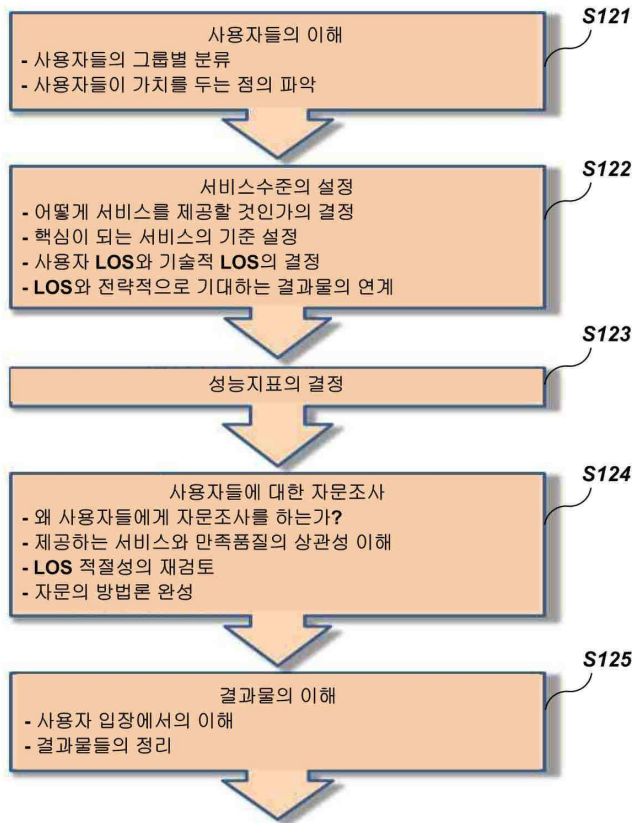 S121
사용자들의 이해
- 사용자들의 그룹별 분류
- 사용자들이 가치를 두는 점의 파악
S122
서비스수준의 설정
- 어떻게 서비스를 제공할 것인가의 결정
- 핵심이 되는 서비스의 기준 설정
- 사용자 LOS와 기술적 LOS의 결정
- LOS와 전략적으로 기대하는 결과물의 연계
S123
성능지표의 결정
S124
사용자들에 대한 자문조사
- 왜 사용자들에게 자문조사를 하는가?
- 제공하는 서비스와 만족품질의 상관성 이해
- LOS 적절성의 재검토
- 자문의 방법론 완성
S125
결과물의 이해
- 사용자 입장에서의 이해
- 결과물들의 정리